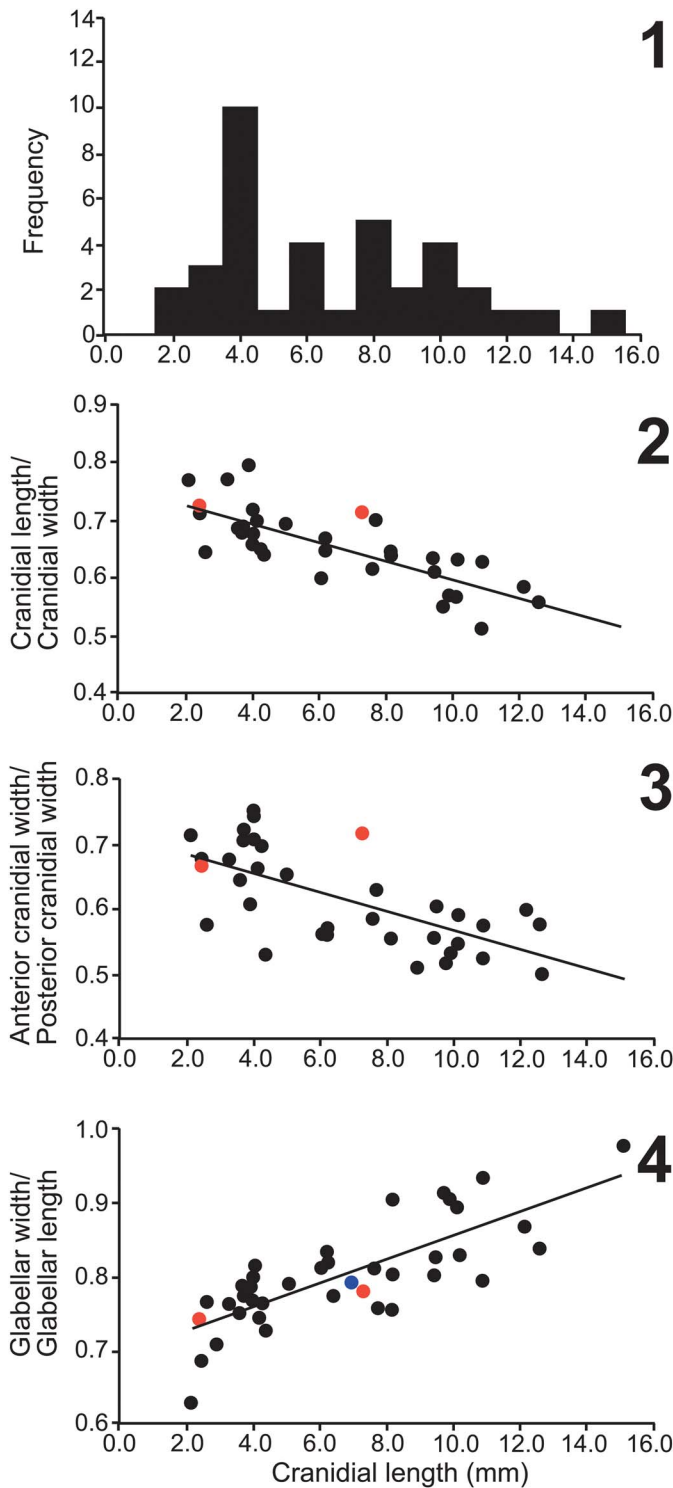 1
14
12
10
8
6
4
2
0
Frequency
0.0 2.0 4.0 6.0 8.0 10.0 12.0 14.0 16.0
2
0.9
0.8
0.7
0.6
0.5
0.4
Cranidial length/
Cranidial width
0.0 2.0 4.0 6.0 8.0 10.0 12.0 14.0 16.0
3
0.8
0.7
0.6
0.5
0.4
Anterior cranidial width/
Posterior cranidial width
0.0 2.0 4.0 6.0 8.0 10.0 12.0 14.0 16.0
4
1.0
0.9
0.8
0.7
0.6
Glabellar width/
Glabellar length
0.0 2.0 4.0 6.0 8.0 10.0 12.0 14.0 16.0
Cranidial length (mm)